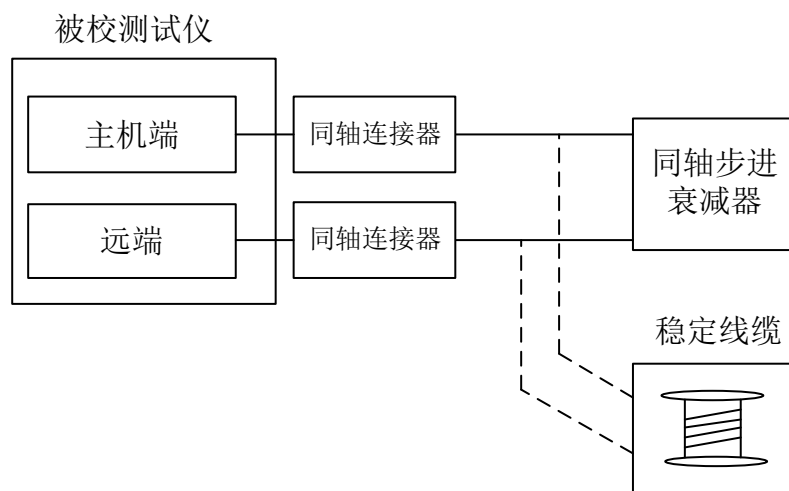 被校测试仪
主机端
同轴连接器
同轴步进
衰减器
远端
同轴连接器
稳定线缆